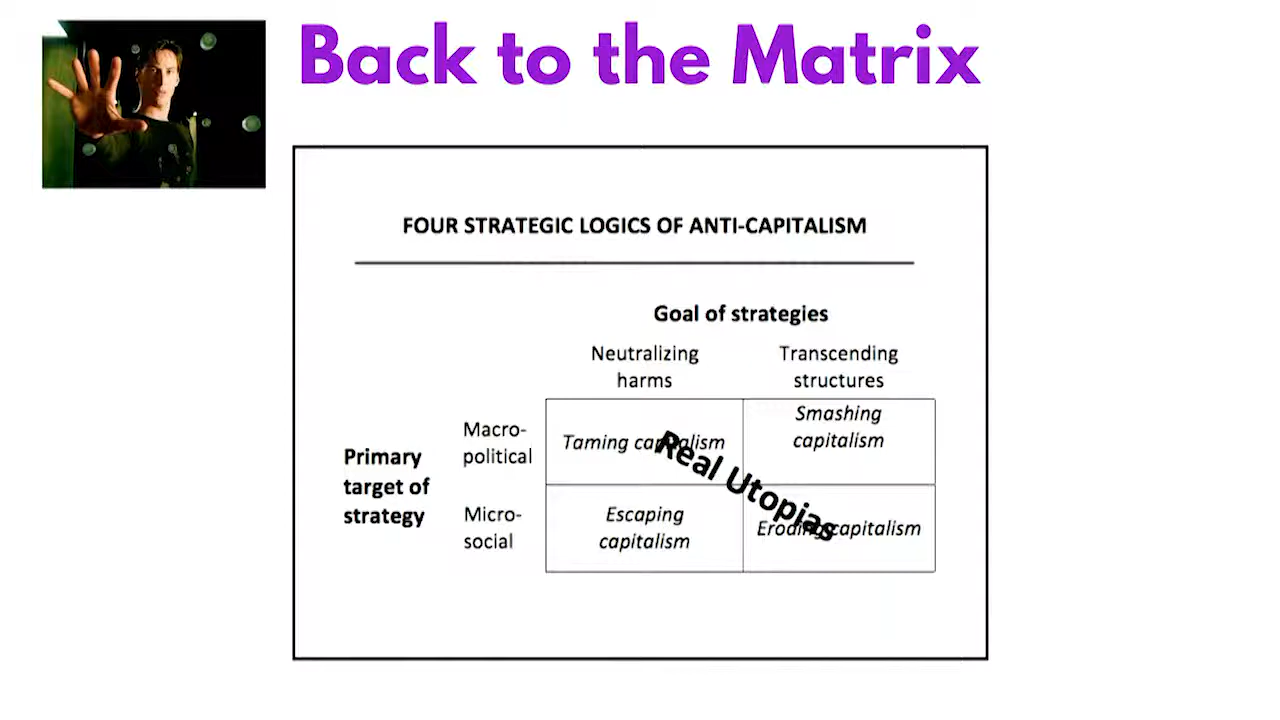 Back to the Matrix
FOUR STRATEGIC LOGICS OF ANTI-CAPITALISM
Goal of strategies
Neutralizing
harms
Transcending
structures
Primary
target of
strategy
Macro-
political
Taming capitalism
Smashing
capitalism
Real Utopias
Micro-
social
Escaping
capitalism
Eroding capitalism